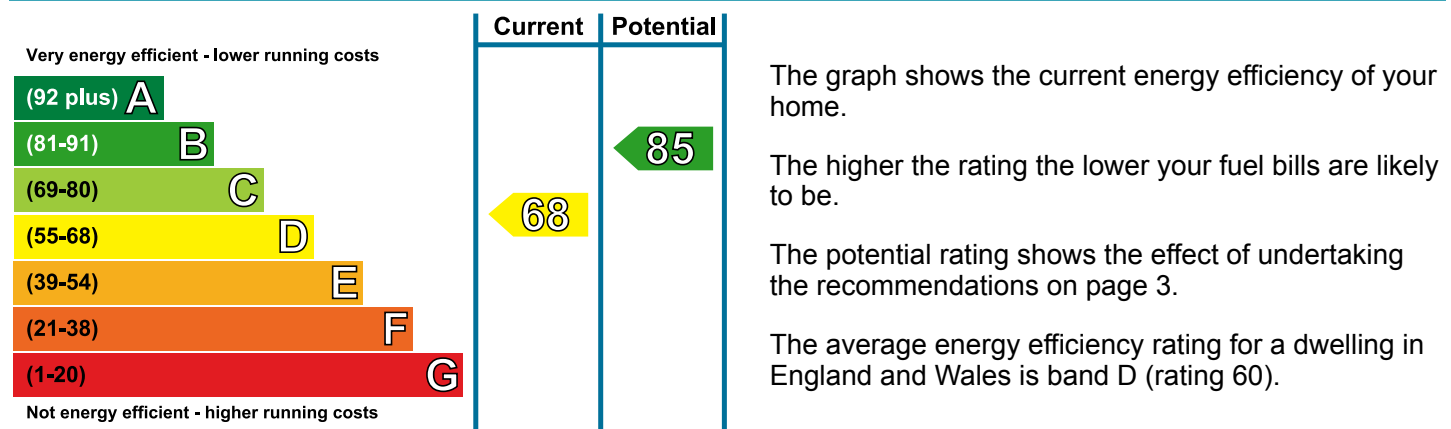 Current Potential
Very energy efficient - lower running costs
(92 plus) A
(81-91) B
(69-80) C
(55-68) D
(39-54) E
(21-38) F
(1-20) G
Not energy efficient - higher running costs
68
85
The graph shows the current energy efficiency of your
home.
The higher the rating the lower your fuel bills are likely
to be.
The potential rating shows the effect of undertaking
the recommendations on page 3.
The average energy efficiency rating for a dwelling in
England and Wales is band D (rating 60).